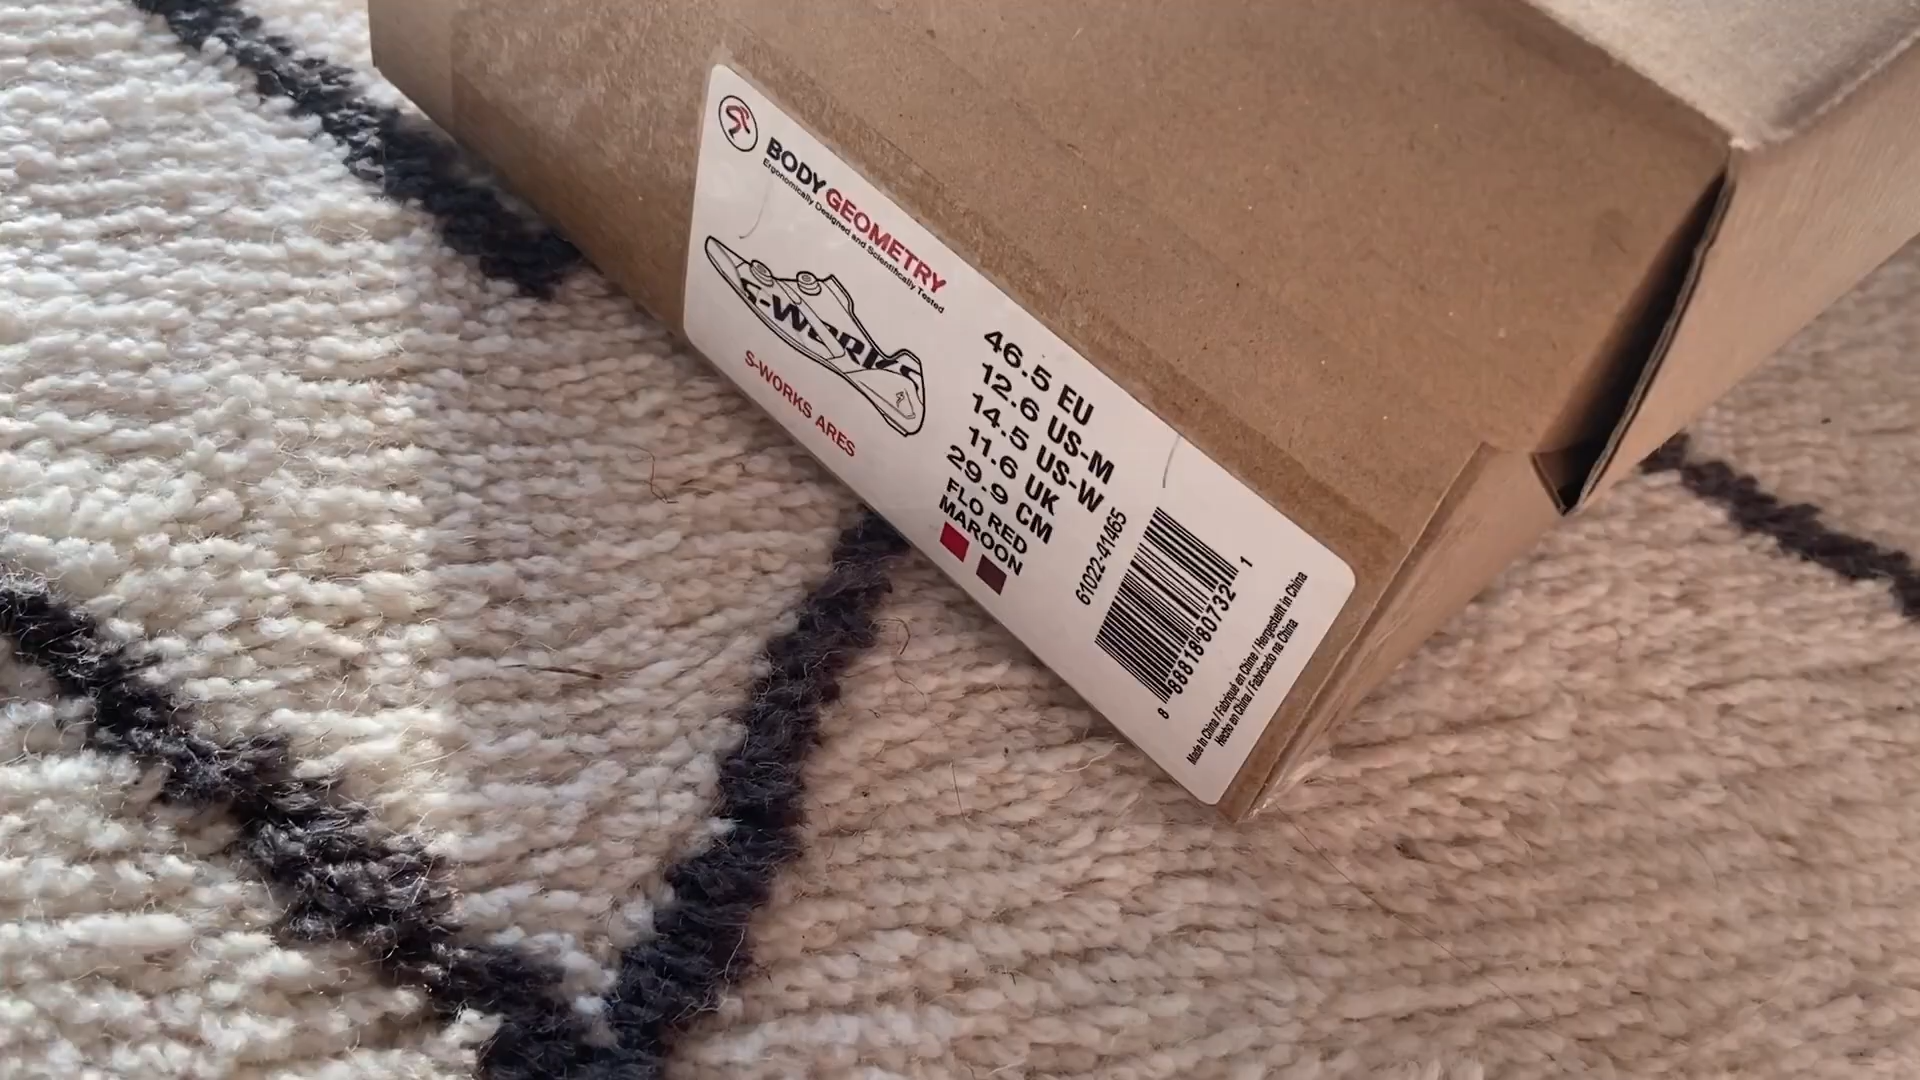 BODY GEOMETRY
Ergonomically Designed and Scientifically Tested
S-WORKS
S-WORKS ARES
46.5 EU
12.6 US-M
14.5 US-W
11.6 UK
29.9 CM
FLO RED
MAROON
61022-41465
8 88818 80732 1
Made in China / Fabriqué en Chine / Hergestellt in China
Hecho en China / Fabricado na China